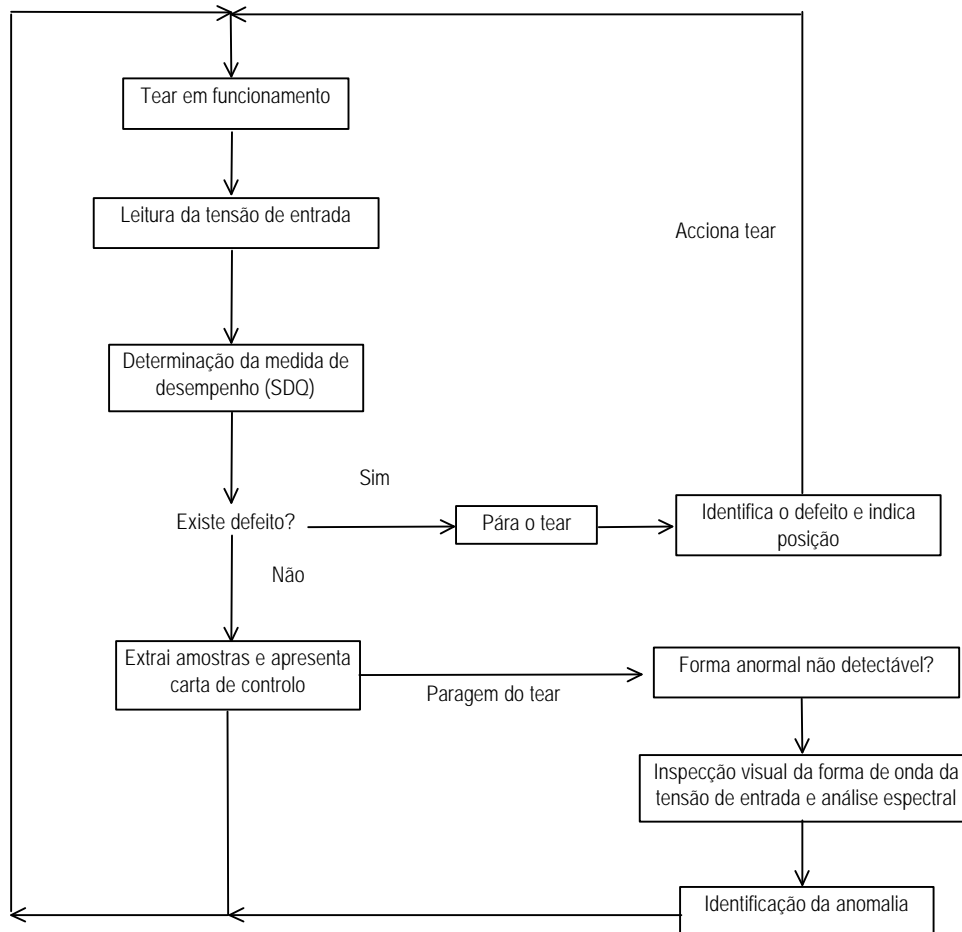 Tear em funcionamento
Leitura da tensão de entrada
Acciona tear
Determinação da medida de
desempenho (SDQ)
Sim
Existe defeito?
Pára o tear
Identifica o defeito e indica
posição
Não
Extrai amostras e apresenta
carta de controlo
Paragem do tear
Forma anormal não detectável?
Inspecção visual da forma de onda da
tensão de entrada e análise espectral
Identificação da anomalia